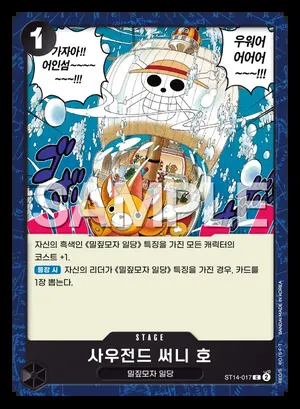 1
가자아!!
어인섬~~~~
~~~!!!
우워어
어어어
~~~!!!
SAMPLE
자신의 흑색인 《밀짚모자 일당》 특징을 가진 모든 캐릭터의
코스트 +1.
등장 시 자신의 리더가 《밀짚모자 일당》 특징을 가진 경우, 카드를
1장 뽑는다.
STAGE
사우전드 써니 호
밀짚모자 일당
ST14-017 C 2